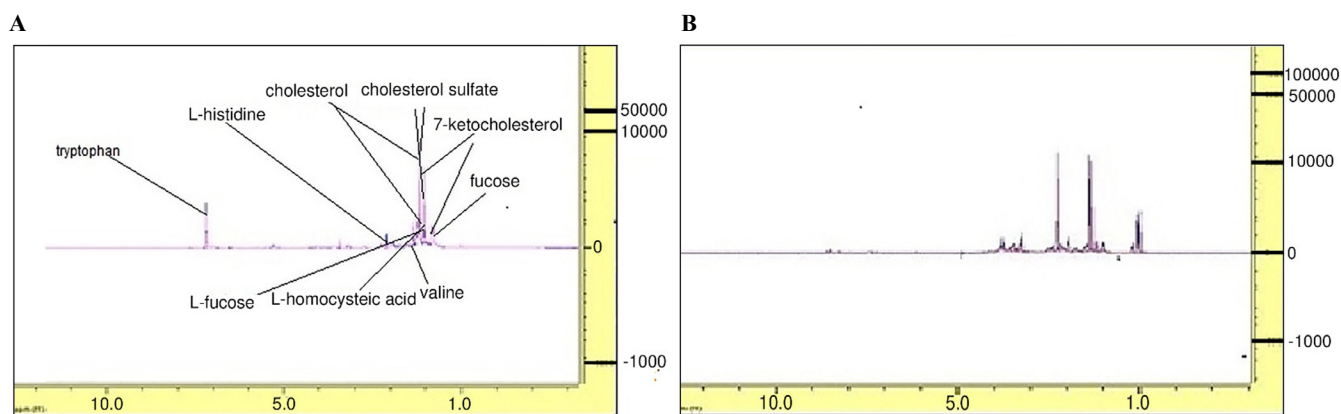 A
B
cholesterol
cholesterol sulfate
L-histidine
7-ketocholesterol
tryptophan
fucose
L-fucose
L-homocysteic acid
valine
50000
10000
0
-1000
10.0
5.0
1.0
100000
50000
10000
0
-1000
10.0
5.0
1.0